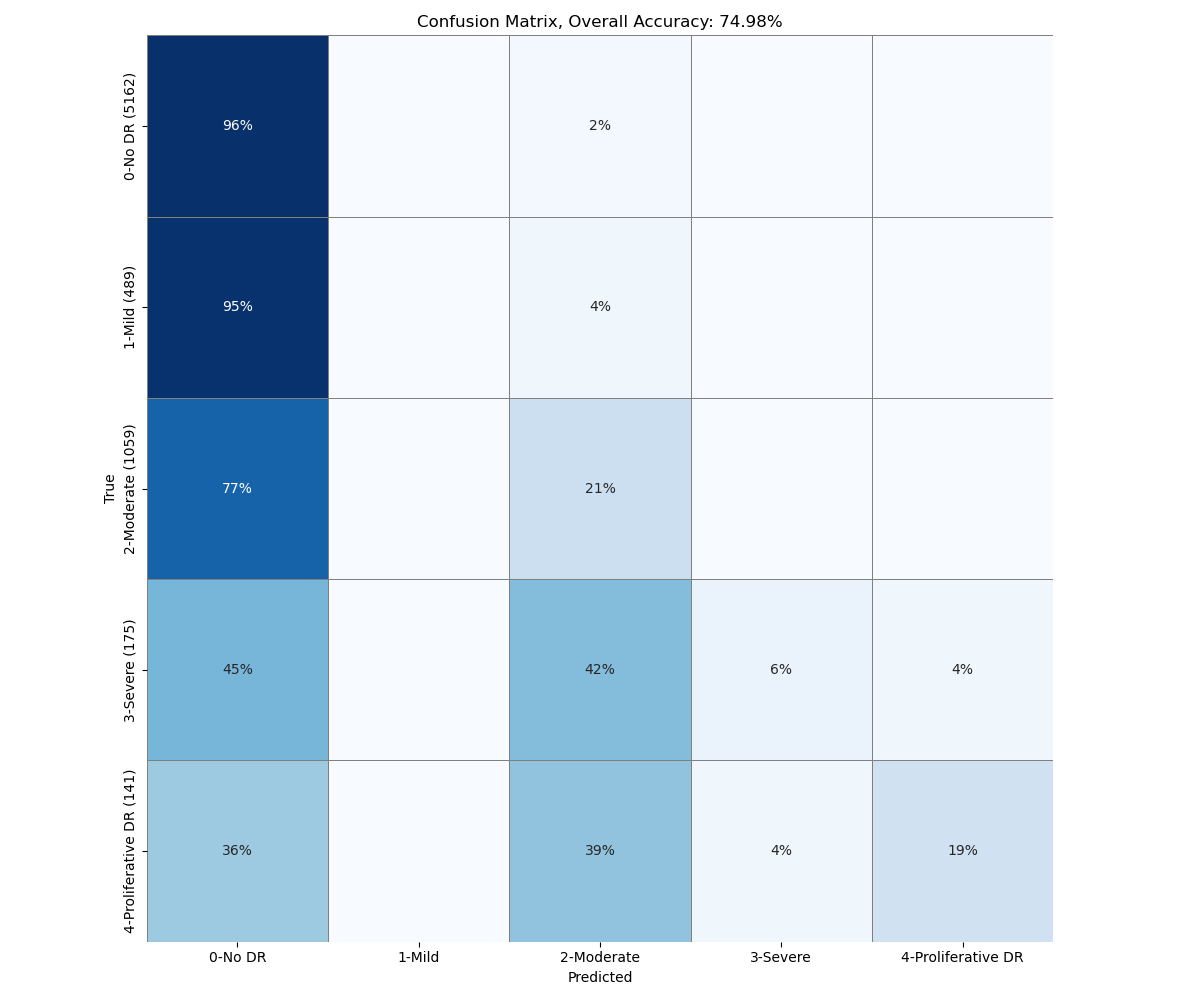 Confusion Matrix, Overall Accuracy: 74.98%
True
0-No DR (5162)
96%
2%
1-Mild (489)
95%
4%
2-Moderate (1059)
77%
21%
3-Severe (175)
45%
42%
6%
4%
4-Proliferative DR (141)
36%
39%
4%
19%
0-No DR
1-Mild
2-Moderate
3-Severe
4-Proliferative DR
Predicted